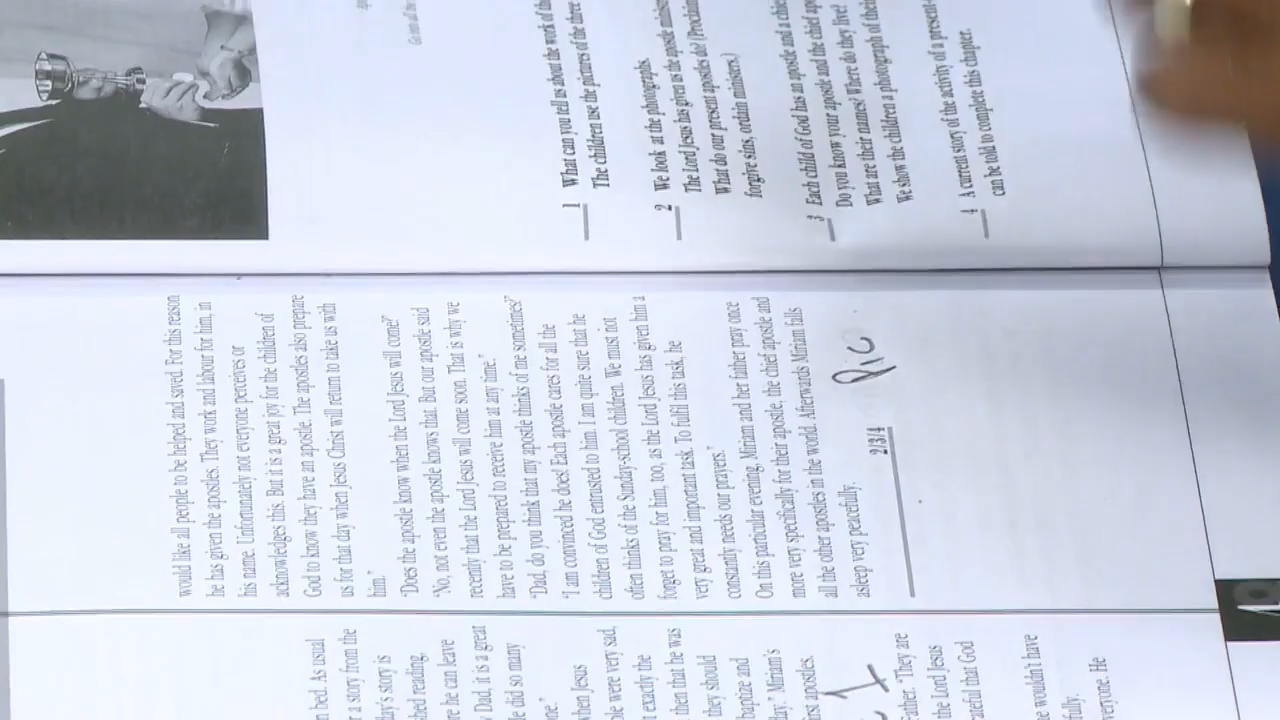 n bed. As usual
r a story from the
day's story is
hed reading,
re he can leave
y Dad, it is a great
e did so many
one."
when Jesus
ple were very sad,
t exactly the
then that he was
they should
baptize and
day." Miriam's
first apostles.
1
Father. They are
the Lord Jesus
ateful that God
e wouldn't have
fully.
everyone. He
would like all people to be helped and saved. For this reason
he has given the apostles. They work and labour for him, in
his name. Unfortunately not everyone perceives or
acknowledges this. But it is a great joy for the children of
God to know they have an apostle. The apostles also prepare
us for that day when Jesus Christ will return to take us with
him."
"Does the apostle know when the Lord Jesus will come?"
"No, not even the apostle knows that. But our apostle said
recently that the Lord Jesus will come soon. That is why we
have to be prepared to receive him at any time."
"Dad, do you think that my apostle thinks of me sometimes?"
"I am convinced he does! Each apostle cares for all the
children of God entrusted to him. I am quite sure that he
often thinks of the Sunday-school children. We must not
forget to pray for him, too, as the Lord Jesus has given him a
very great and important task. To fulfil this task, he
constantly needs our prayers."
On this particular evening, Miriam and her father pray once
more very specifically for their apostle, the chief apostle and
all the other apostles in the world. Afterwards Miriam falls
asleep very peacefully.
2/3/4
Pic
1 What can you tell us about the work of the
The children use the pictures of the three
2 We look at the photographs.
The Lord Jesus has given us the apostle
What do our present apostles do? (Proclaim
forgive sins, ordain ministers.)
3 Each child of God has an apostle and a chief
Do you know your apostle and the chief
What are their names? Where do they live?
We show the children a photograph of their
4 A current story of the activity of a present-
can be told to complete this chapter.